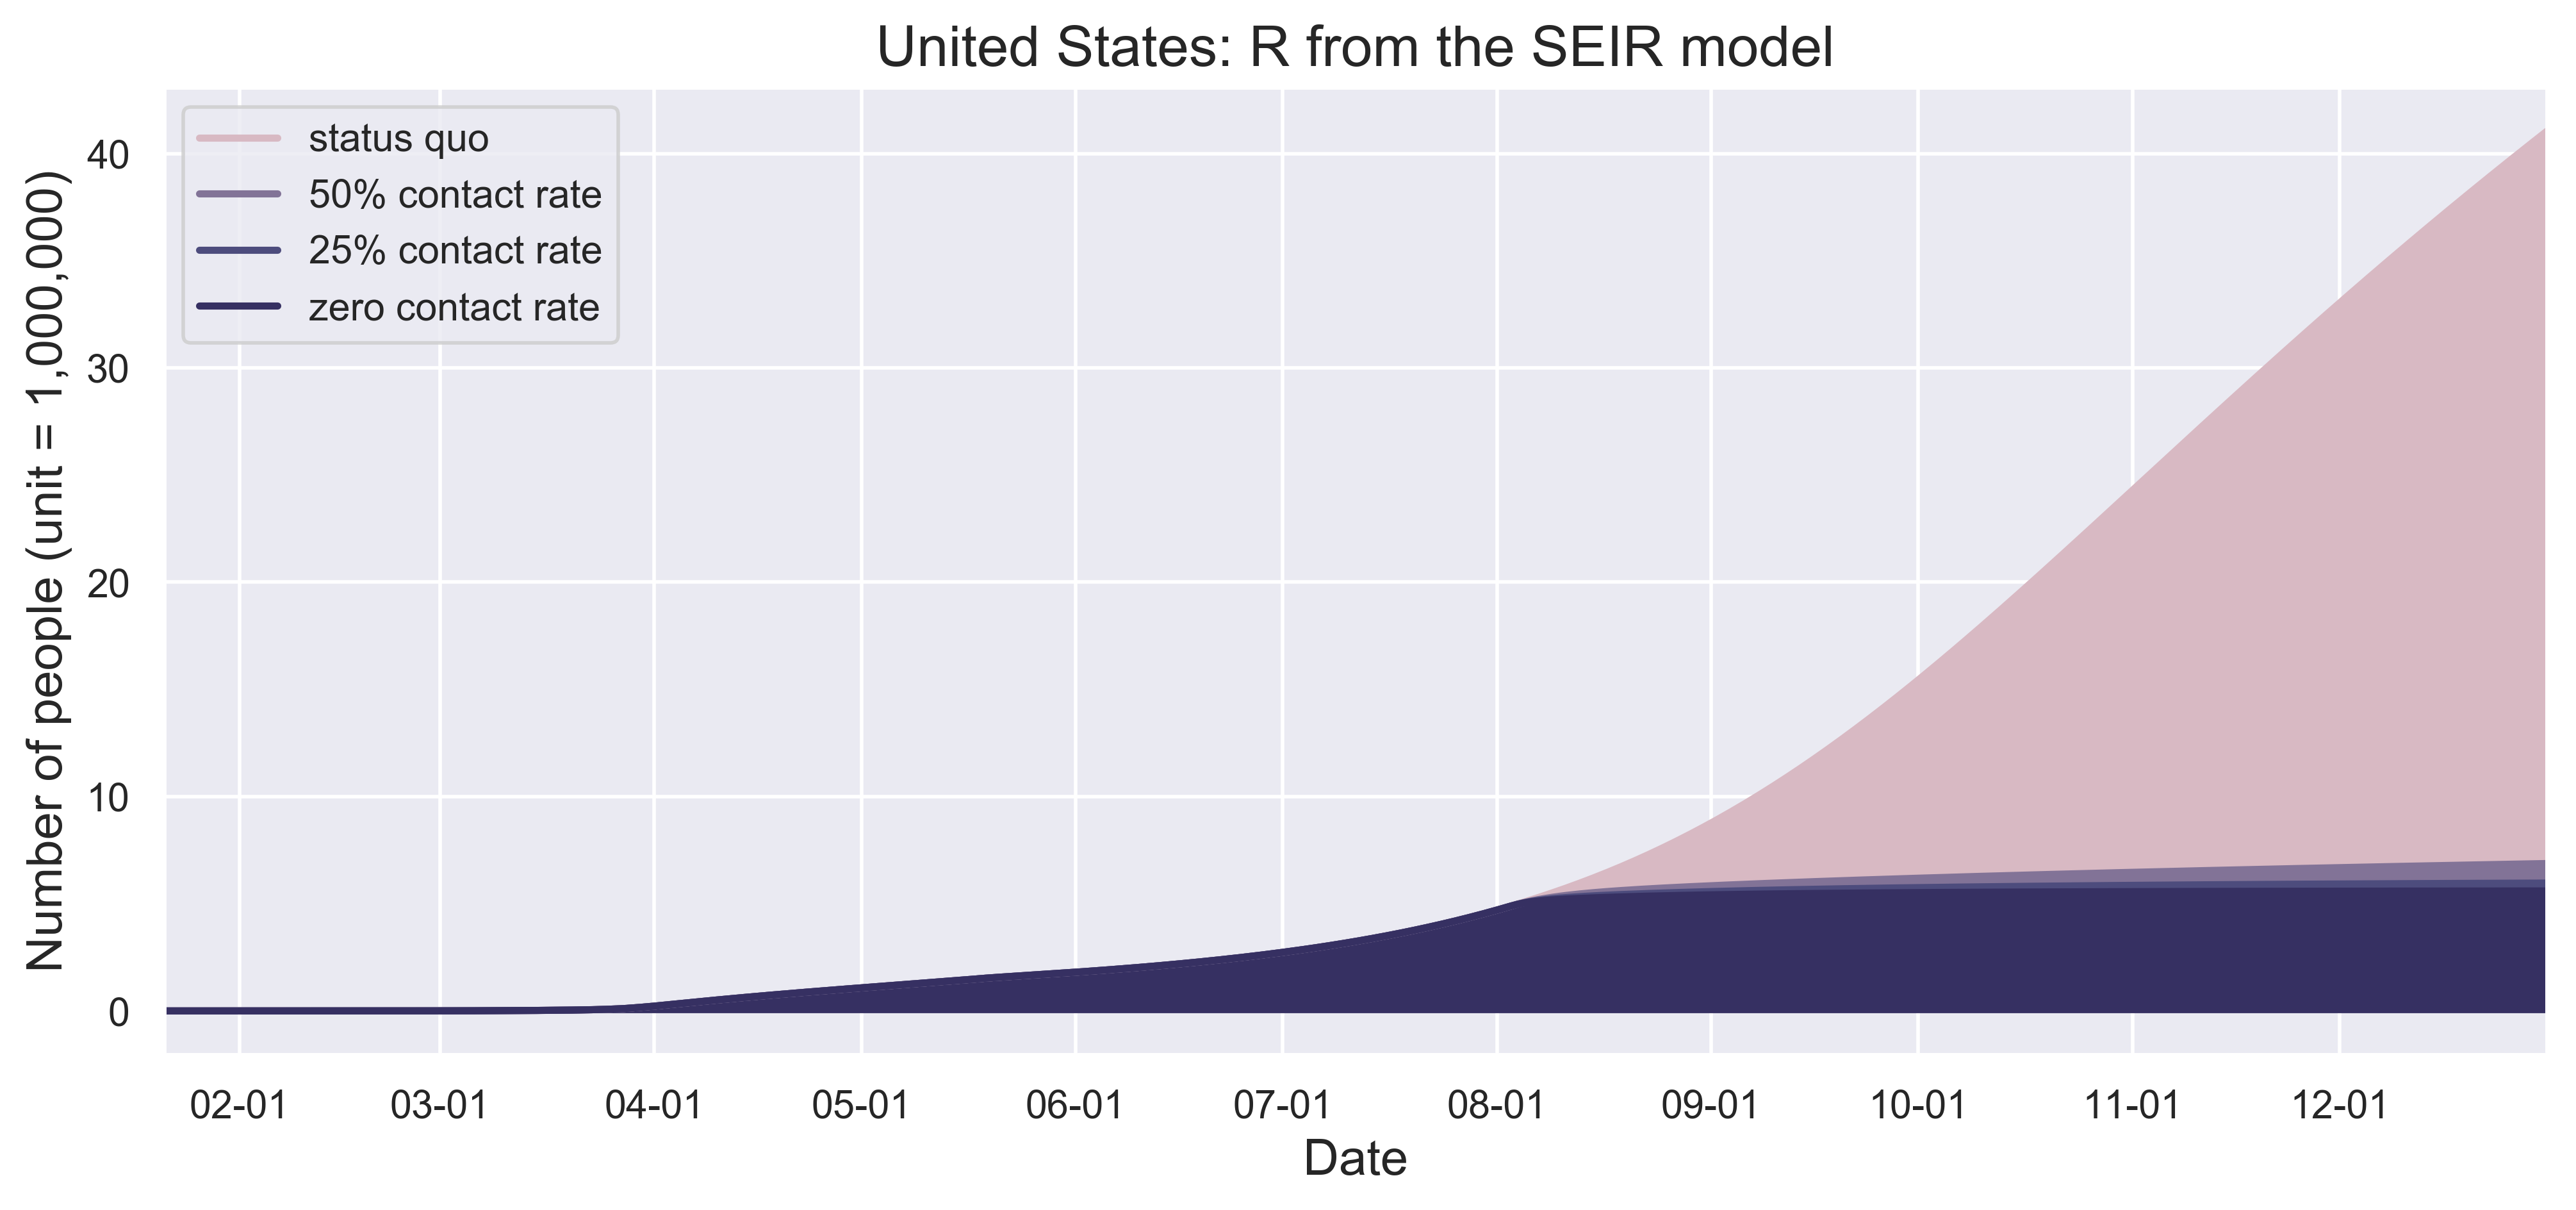 United States: R from the SEIR model
status quo
50% contact rate
25% contact rate
zero contact rate
Number of people (unit = 1,000,000)
40
30
20
10
0
02-01 03-01 04-01 05-01 06-01 07-01 08-01 09-01 10-01 11-01 12-01
Date